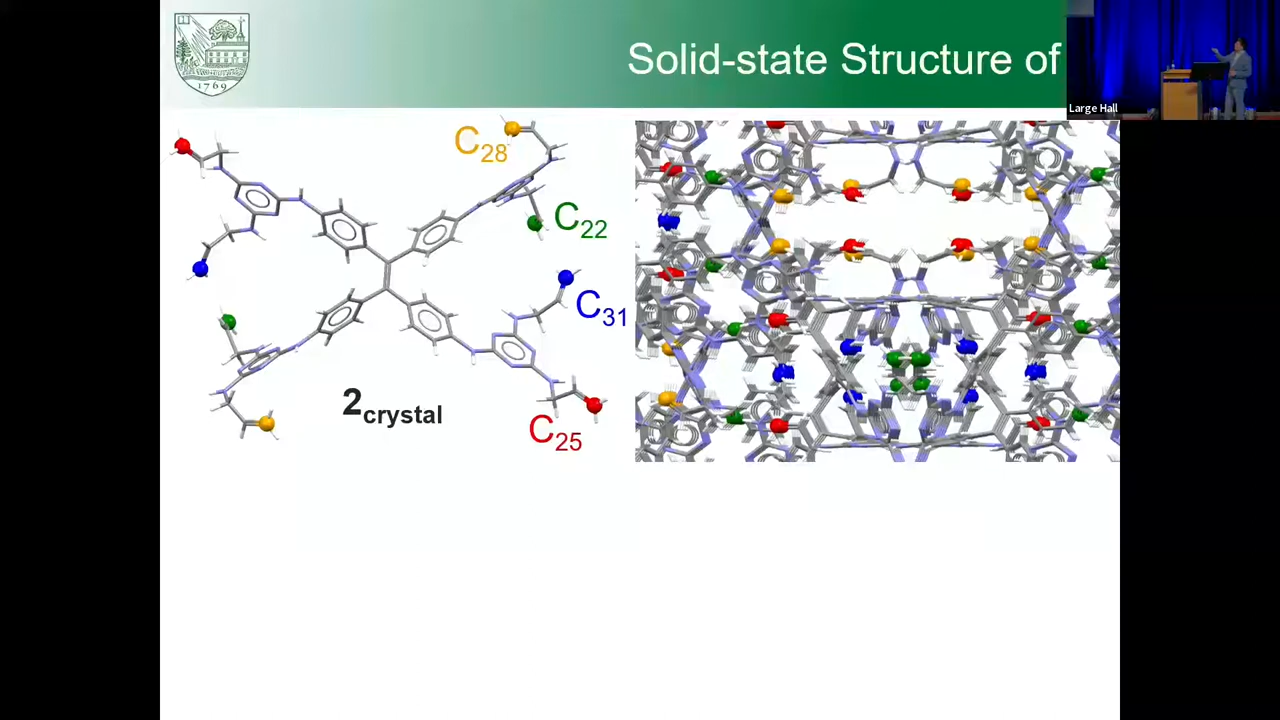 Solid-state Structure of
Large Hall
1769
C28
C22
C31
2crystal
C25